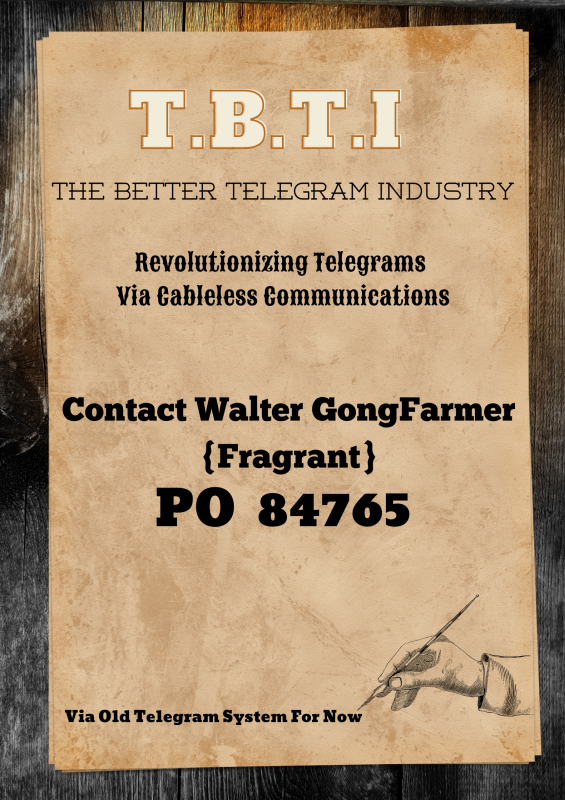 T.B.T.I
THE BETTER TELEGRAM INDUSTRY
Revolutionizing Telegrams
Via Cableless Communications
Contact Walter GongFarmer
{Fragrant}
PO 84765
Via Old Telegram System For Now